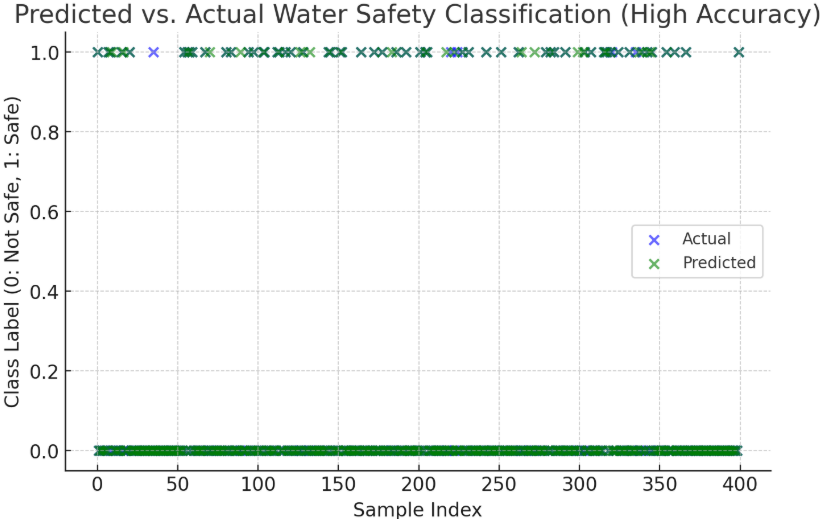 Predicted vs. Actual Water Safety Classification (High Accuracy)
Class Label (0: Not Safe, 1: Safe)
1.0
0.8
0.6
0.4
0.2
0.0
Actual
Predicted
0 50 100 150 200 250 300 350 400
Sample Index